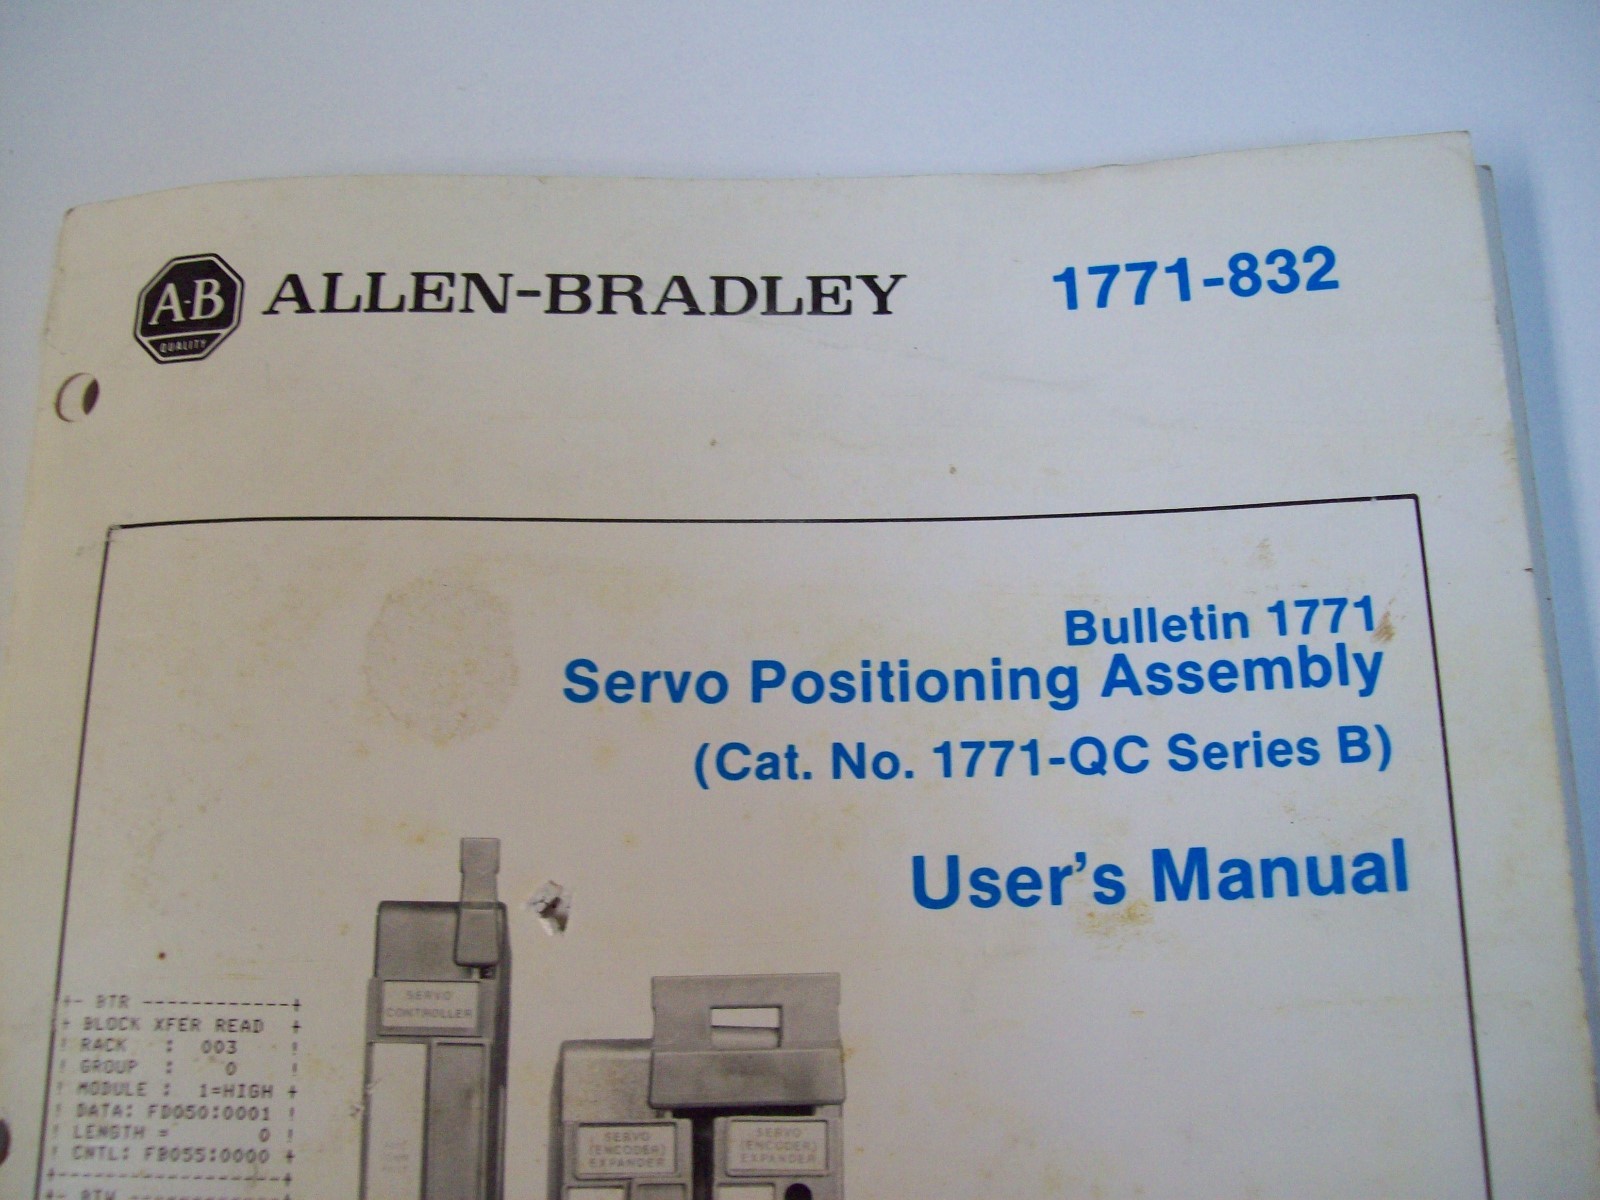 A-B
QUALITY
ALLEN-BRADLEY
1771-832
Bulletin 1771
Servo Positioning Assembly
(Cat. No. 1771-QC Series B)
User's Manual
+- BTR ------------+
+ BLOCK XFER READ +
! RACK : 003 !
! GROUP : 0 !
! MODULE : 1=HIGH +
! DATA: FD050:0001 !
! LENGTH = 0 !
! CNTL: FB055:0000 +
+------------------+
+- BTW ------------+
SERVO
CONTROLLER
SERVO
(ENCODER)
EXPANDER
SERVO
(ENCODER)
EXPANDER